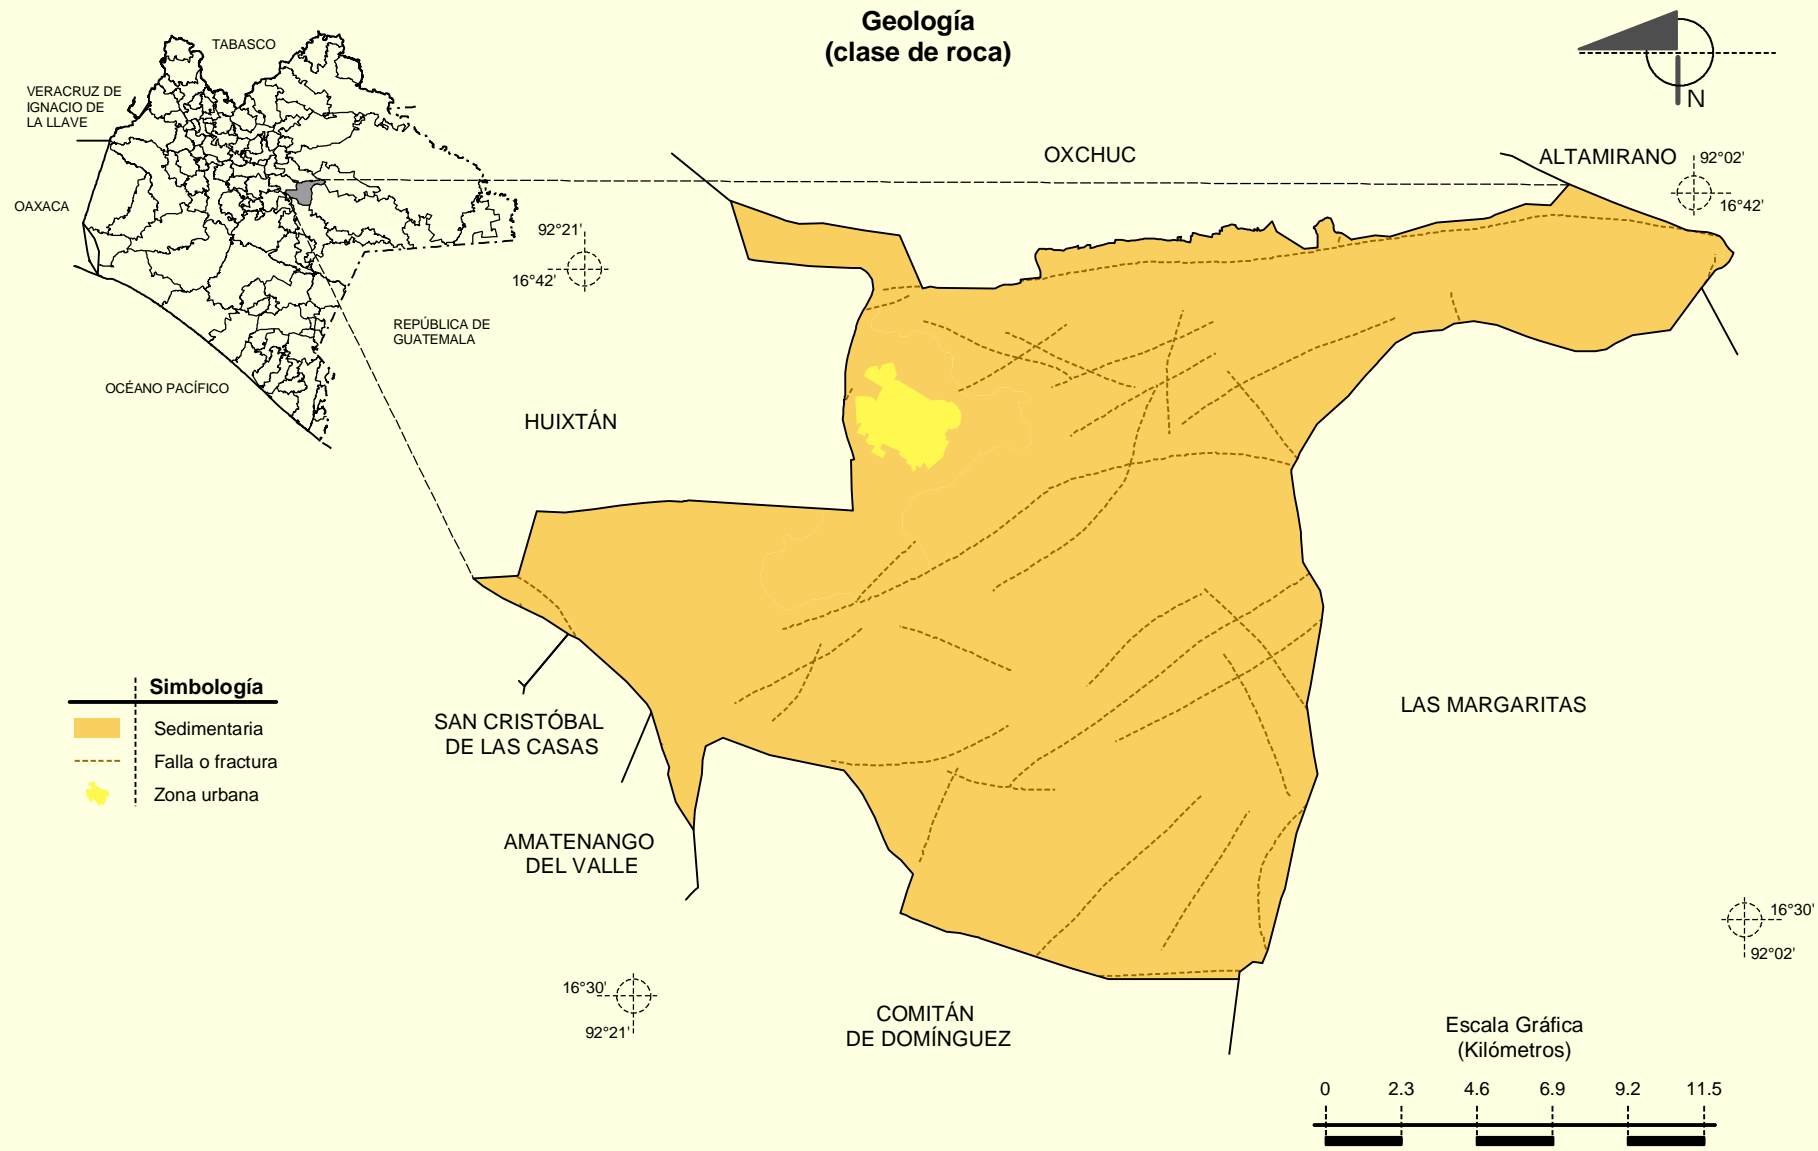 Geología
(clase de roca)
TABASCO
VERACRUZ DE
IGNACIO DE
LA LLAVE
OAXACA
REPÚBLICA DE
GUATEMALA
OCÉANO PACÍFICO
N
OXCHUC
ALTAMIRANO
92°02'
16°42'
92°21'
16°42'
HUIXTÁN
Simbología
Sedimentaria
Falla o fractura
Zona urbana
SAN CRISTÓBAL
DE LAS CASAS
LAS MARGARITAS
AMATENANGO
DEL VALLE
16°30'
92°02'
16°30'
92°21'
COMITÁN
DE DOMÍNGUEZ
Escala Gráfica
(Kilómetros)
0 2.3 4.6 6.9 9.2 11.5